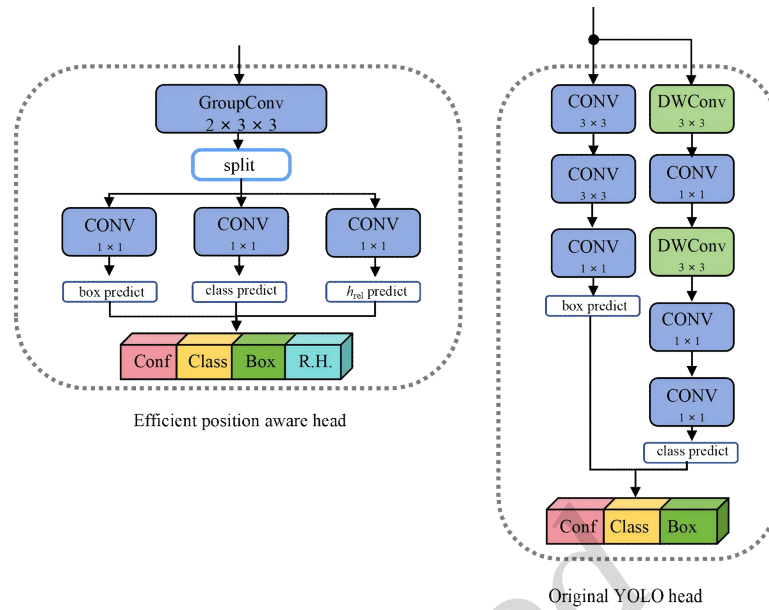 GroupConv
2 × 3 × 3
split
CONV
1 × 1
CONV
1 × 1
CONV
1 × 1
box predict
class predict
hrel predict
Conf Class Box R.H.
Efficient position aware head
CONV
3 × 3
DWConv
3 × 3
CONV
3 × 3
CONV
1 × 1
CONV
1 × 1
DWConv
3 × 3
box predict
CONV
1 × 1
CONV
1 × 1
class predict
Conf Class Box
Original YOLO head